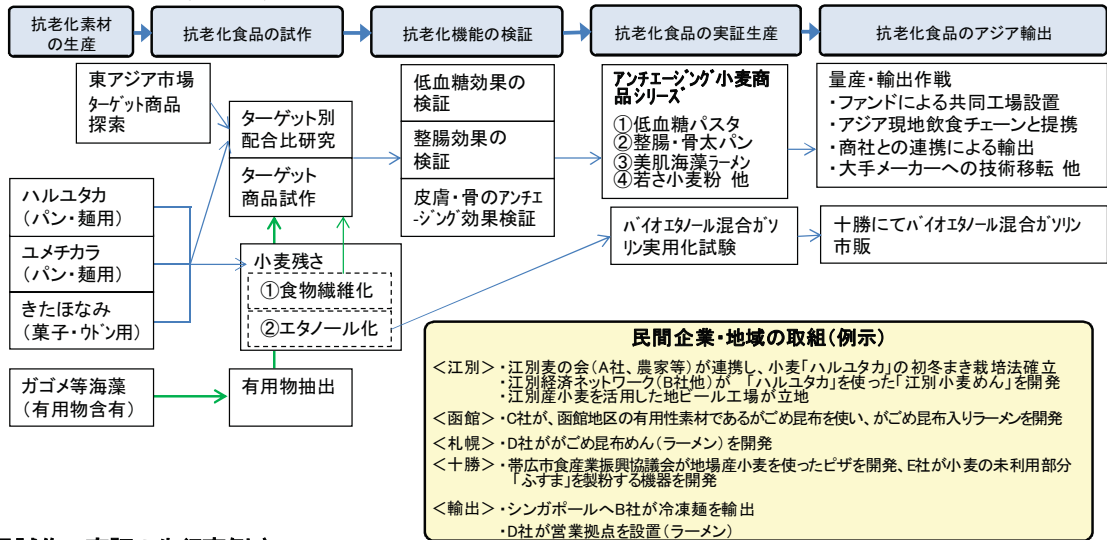 抗老化素材
の生産
抗老化食品の試作
抗老化機能の検証
抗老化食品の実証生産
抗老化食品のアジア輸出
東アジア市場
ターゲット商品
探索
ターゲット別
配合比研究
ターゲット
商品試作
低血糖効果の
検証
整腸効果の
検証
皮膚・骨のアンチエ
-ジング効果検証
アンチエージング小麦商
品シリーズ
①低血糖パスタ
②整腸・骨太パン
③美肌海藻ラーメン
④若さ小麦粉 他
量産・輸出作戦
・ファンドによる共同工場設置
・アジア現地飲食チェーンと提携
・商社との連携による輸出
・大手メーカーへの技術移転 他
ハルユタカ
(パン・麺用)
ユメチカラ
(パン・麺用)
きたほなみ
(菓子・ウドン用)
小麦残さ
①食物繊維化
②エタノール化
バイオエタノール混合ガソ
リン実用化試験
十勝にてバイオエタノール混合ガソリン
市販
ガゴメ等海藻
(有用物含有)
有用物抽出
民間企業・地域の取組(例示)
<江別>・江別麦の会(A社、農家等)が連携し、小麦「ハルユタカ」の初冬まき栽培法確立
・江別経済ネットワーク(B社他)が 「ハルユタカ」を使った「江別小麦めん」を開発
・江別産小麦を活用した地ビール工場が立地
<函館>・C社が、函館地区の有用性素材であるがごめ昆布を使い、がごめ昆布入りラーメンを開発
<札幌>・D社ががごめ昆布めん(ラーメン)を開発
<十勝>・帯広市食産業振興協議会が地場産小麦を使ったピザを開発、E社が小麦の未利用部分
「ふすま」を製粉する機器を開発
<輸出>・シンガポールへB社が冷凍麺を輸出
・D社が営業拠点を設置(ラーメン)